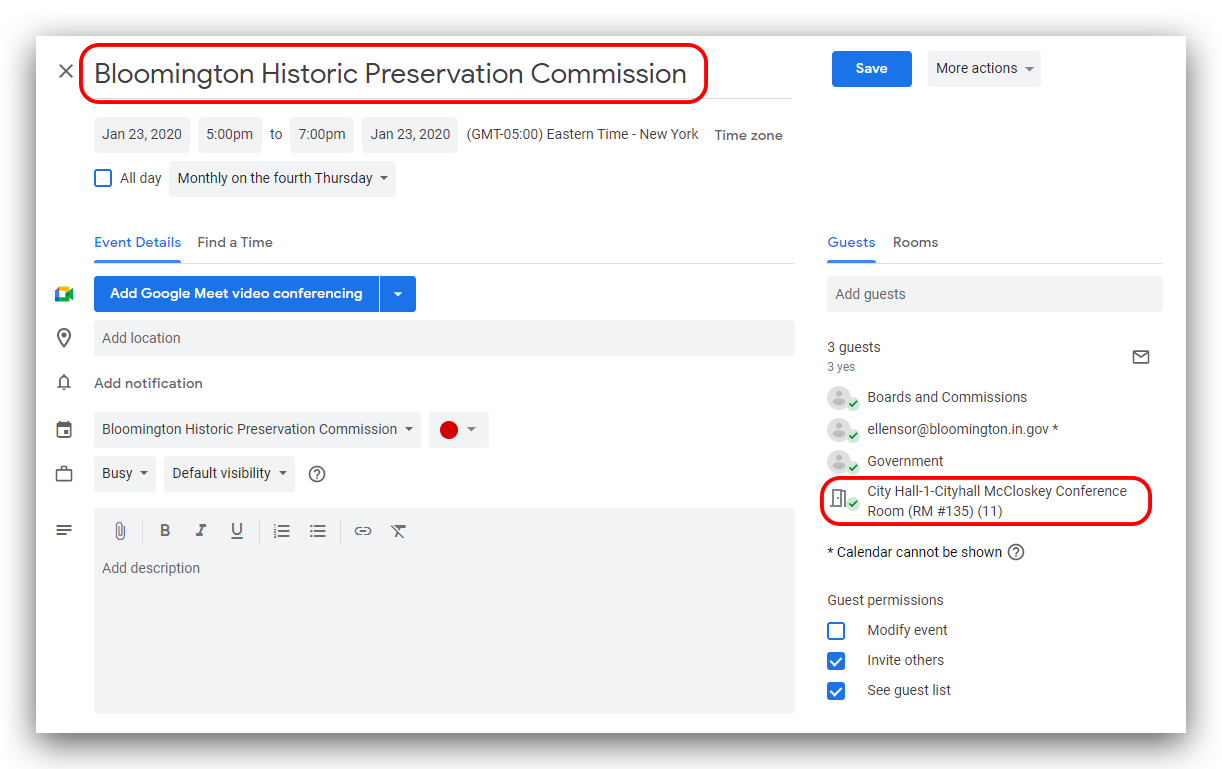 Bloomington Historic Preservation Commission
Save
More actions
Jan 23, 2020 5:00pm to 7:00pm Jan 23, 2020 (GMT-05:00) Eastern Time - New York Time zone
All day Monthly on the fourth Thursday
Event Details Find a Time
Guests Rooms
Add Google Meet video conferencing
Add guests
Add location
3 guests
3 yes
Add notification
Boards and Commissions
Bloomington Historic Preservation Commission
ellensor@bloomington.in.gov *
Government
Busy Default visibility
City Hall-1-Cityhall McCloskey Conference
Room (RM #135) (11)
B I U
* Calendar cannot be shown
Add description
Guest permissions
Modify event
Invite others
See guest list